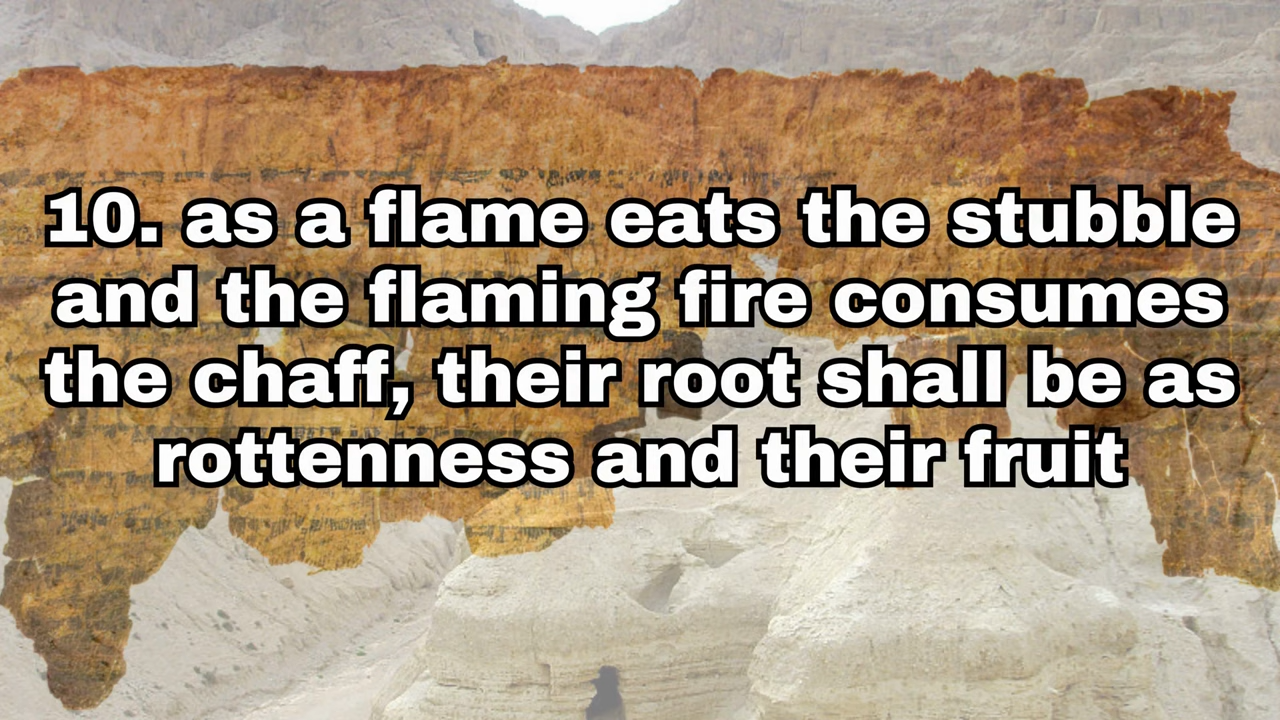 10. as a flame eats the stubble
and the flaming fire consumes
the chaff, their root shall be as
rottenness and their fruit